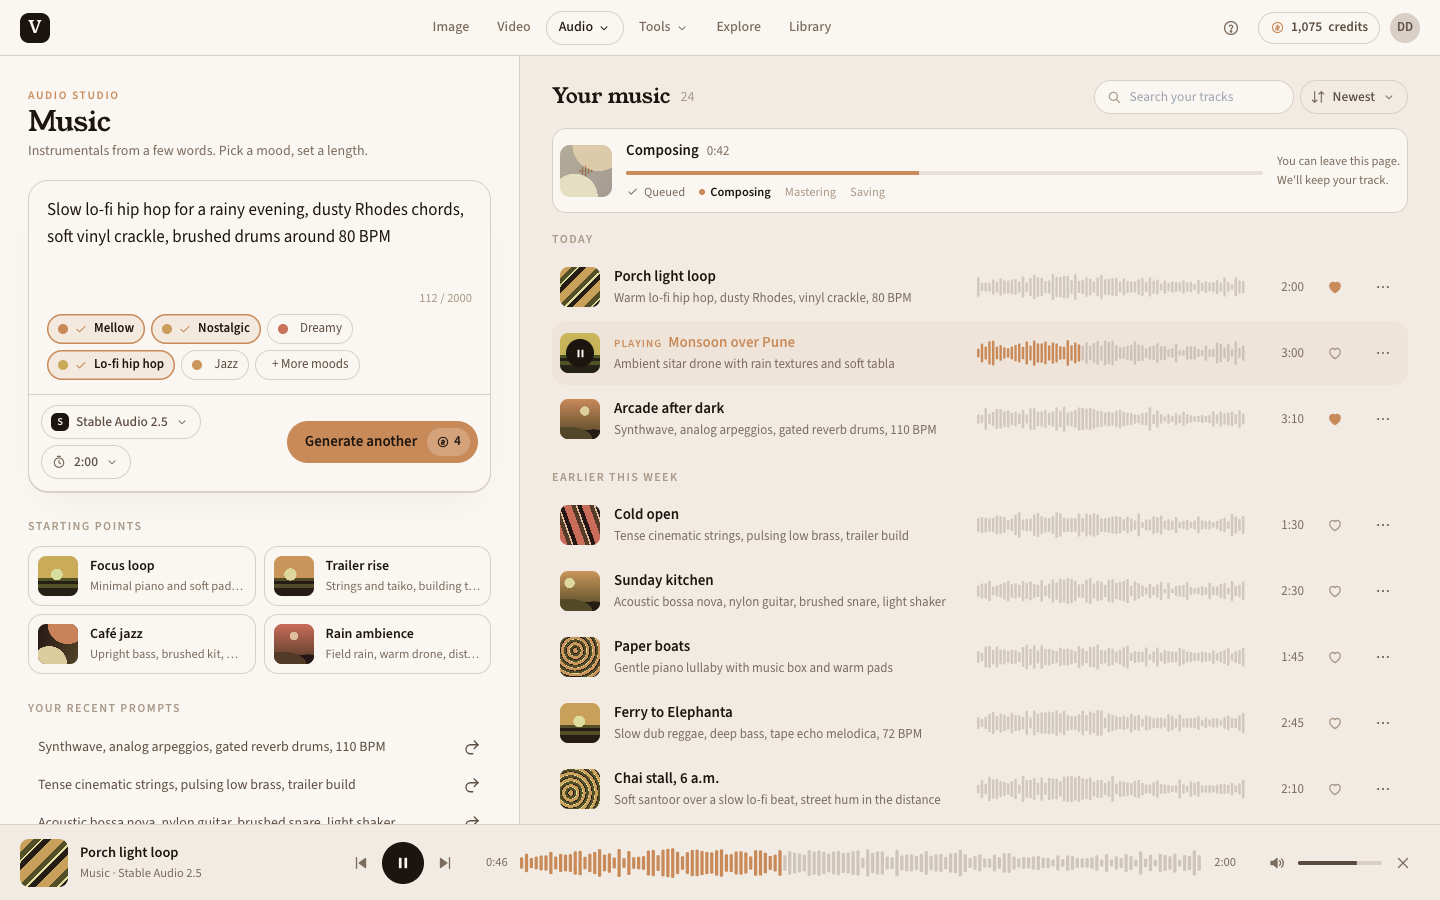 V
Image
Video
Audio
Tools
Explore
Library
1,075 credits
DD
AUDIO STUDIO
Music
Instrumentals from a few words. Pick a mood, set a length.
Slow lo-fi hip hop for a rainy evening, dusty Rhodes chords,
soft vinyl crackle, brushed drums around 80 BPM
112 / 2000
Mellow
Nostalgic
Dreamy
Lo-fi hip hop
Jazz
+ More moods
S Stable Audio 2.5
2:00
Generate another 4
STARTING POINTS
Focus loop
Minimal piano and soft pad…
Trailer rise
Strings and taiko, building t…
Café jazz
Upright bass, brushed kit, …
Rain ambience
Field rain, warm drone, dist…
YOUR RECENT PROMPTS
Synthwave, analog arpeggios, gated reverb drums, 110 BPM
Tense cinematic strings, pulsing low brass, trailer build
Acoustic bossa nova, nylon guitar, brushed snare, light shaker
Your music 24
Search your tracks
Newest
Composing 0:42
Queued
Composing
Mastering
Saving
You can leave this page.
We'll keep your track.
TODAY
Porch light loop
Warm lo-fi hip hop, dusty Rhodes, vinyl crackle, 80 BPM
2:00
PLAYING Monsoon over Pune
Ambient sitar drone with rain textures and soft tabla
3:00
Arcade after dark
Synthwave, analog arpeggios, gated reverb drums, 110 BPM
3:10
EARLIER THIS WEEK
Cold open
Tense cinematic strings, pulsing low brass, trailer build
1:30
Sunday kitchen
Acoustic bossa nova, nylon guitar, brushed snare, light shaker
2:30
Paper boats
Gentle piano lullaby with music box and warm pads
1:45
Ferry to Elephanta
Slow dub reggae, deep bass, tape echo melodica, 72 BPM
2:45
Chai stall, 6 a.m.
Soft santoor over a slow lo-fi beat, street hum in the distance
2:10
Porch light loop
Music · Stable Audio 2.5
0:46
2:00